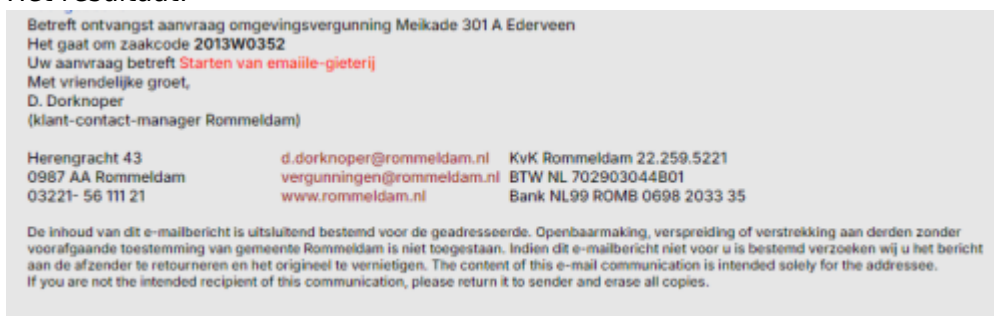 het resultaat.
Betreft ontvangst aanvraag omgevingsvergunning Meikade 301 A Ederveen
Het gaat om zaakcode 2013W0352
Uw aanvraag betreft Starten van emaiile-gieterij
Met vriendelijke groet,
D. Dorknoper
(klant-contact-manager Rommeldam)
Herengracht 43 d.dorknoper@rommeldam.nl KvK Rommeldam 22.259.5221
0987 AA Rommeldam vergunningen@rommeldam.nl BTW NL 702903044B01
03221- 56 111 21 www.rommeldam.nl Bank NL99 ROMB 0698 2033 35
De inhoud van dit e-mailbericht is uitsluitend bestemd voor de geadresseerde. Openbaarmaking, verspreiding of verstrekking aan derden zonder
voorafgaande toestemming van gemeente Rommeldam is niet toegestaan. Indien dit e-mailbericht niet voor u is bestemd verzoeken wij u het bericht
aan de afzender te retourneren en het origineel te vernietigen. The content of this e-mail communication is intended solely for the addressee.
If you are not the intended recipient of this communication, please return it to sender and erase all copies.